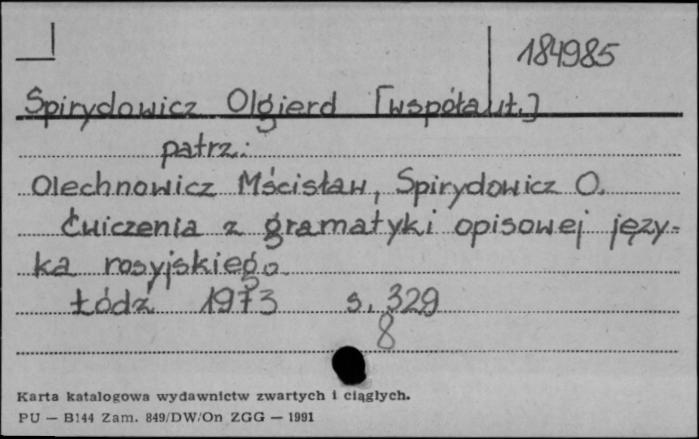 184985
Spirydowicz Olgierd [współaut.]
patrz:
Olechnowicz Mścisław, Spirydowicz O.
Ćwiczenia z gramatyki opisowej języ=
ka rosyjskiego
Łódź 1973 s. 329
8
Karta katalogowa wydawnictw zwartych i ciągłych.
PU — B144 Zam. 849/DW/On ZGG — 1991